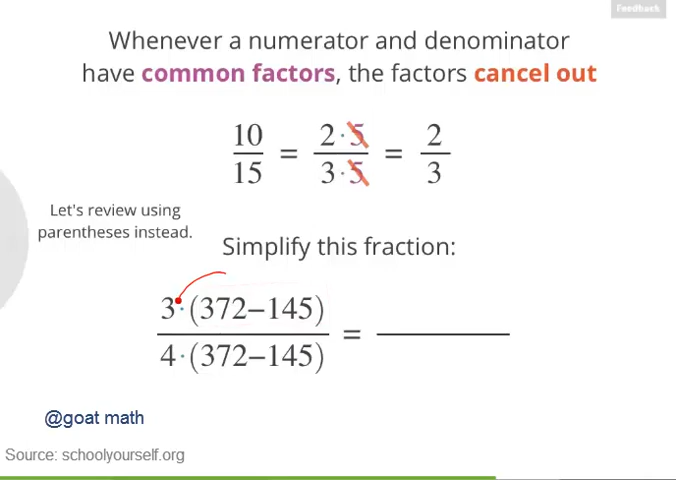 Feedback
Whenever a numerator and denominator
have common factors, the factors cancel out
10/15 = 2·5/3·5 = 2/3
Let's review using
parentheses instead.
Simplify this fraction:
3·(372–145)/4·(372–145) =
@goat math
Source: schoolyourself.org